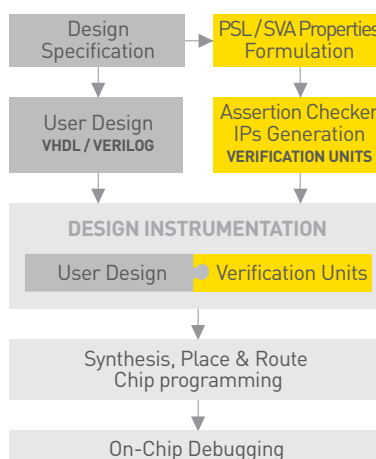 Design
Specification
PSL/SVA Properties
Formulation
User Design
VHDL / VERILOG
Assertion Checker
IPs Generation
VERIFICATION UNITS
DESIGN INSTRUMENTATION
User Design
Verification Units
Synthesis, Place & Route
Chip programming
On-Chip Debugging